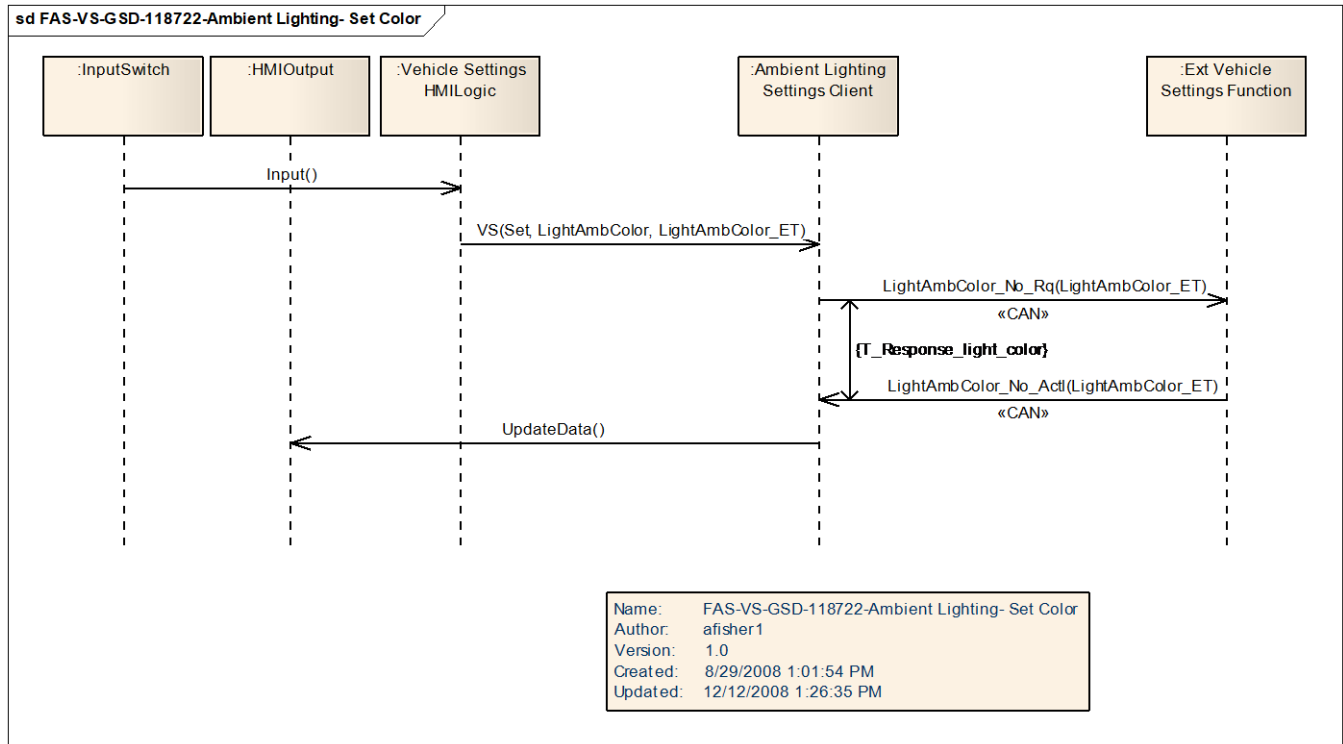 sd FAS-VS-GSD-118722-Ambient Lighting- Set Color
:InputSwitch
:HMIOutput
:Vehicle Settings
HMILogic
:Ambient Lighting
Settings Client
:Ext Vehicle
Settings Function
Input()
VS(Set, LightAmbColor, LightAmbColor_ET)
LightAmbColor_No_Rq(LightAmbColor_ET)
«CAN»
{T_Response_light_color}
LightAmbColor_No_Actl(LightAmbColor_ET)
«CAN»
UpdateData()
Name: FAS-VS-GSD-118722-Ambient Lighting- Set Color
Author: afisher1
Version: 1.0
Created: 8/29/2008 1:01:54 PM
Updated: 12/12/2008 1:26:35 PM